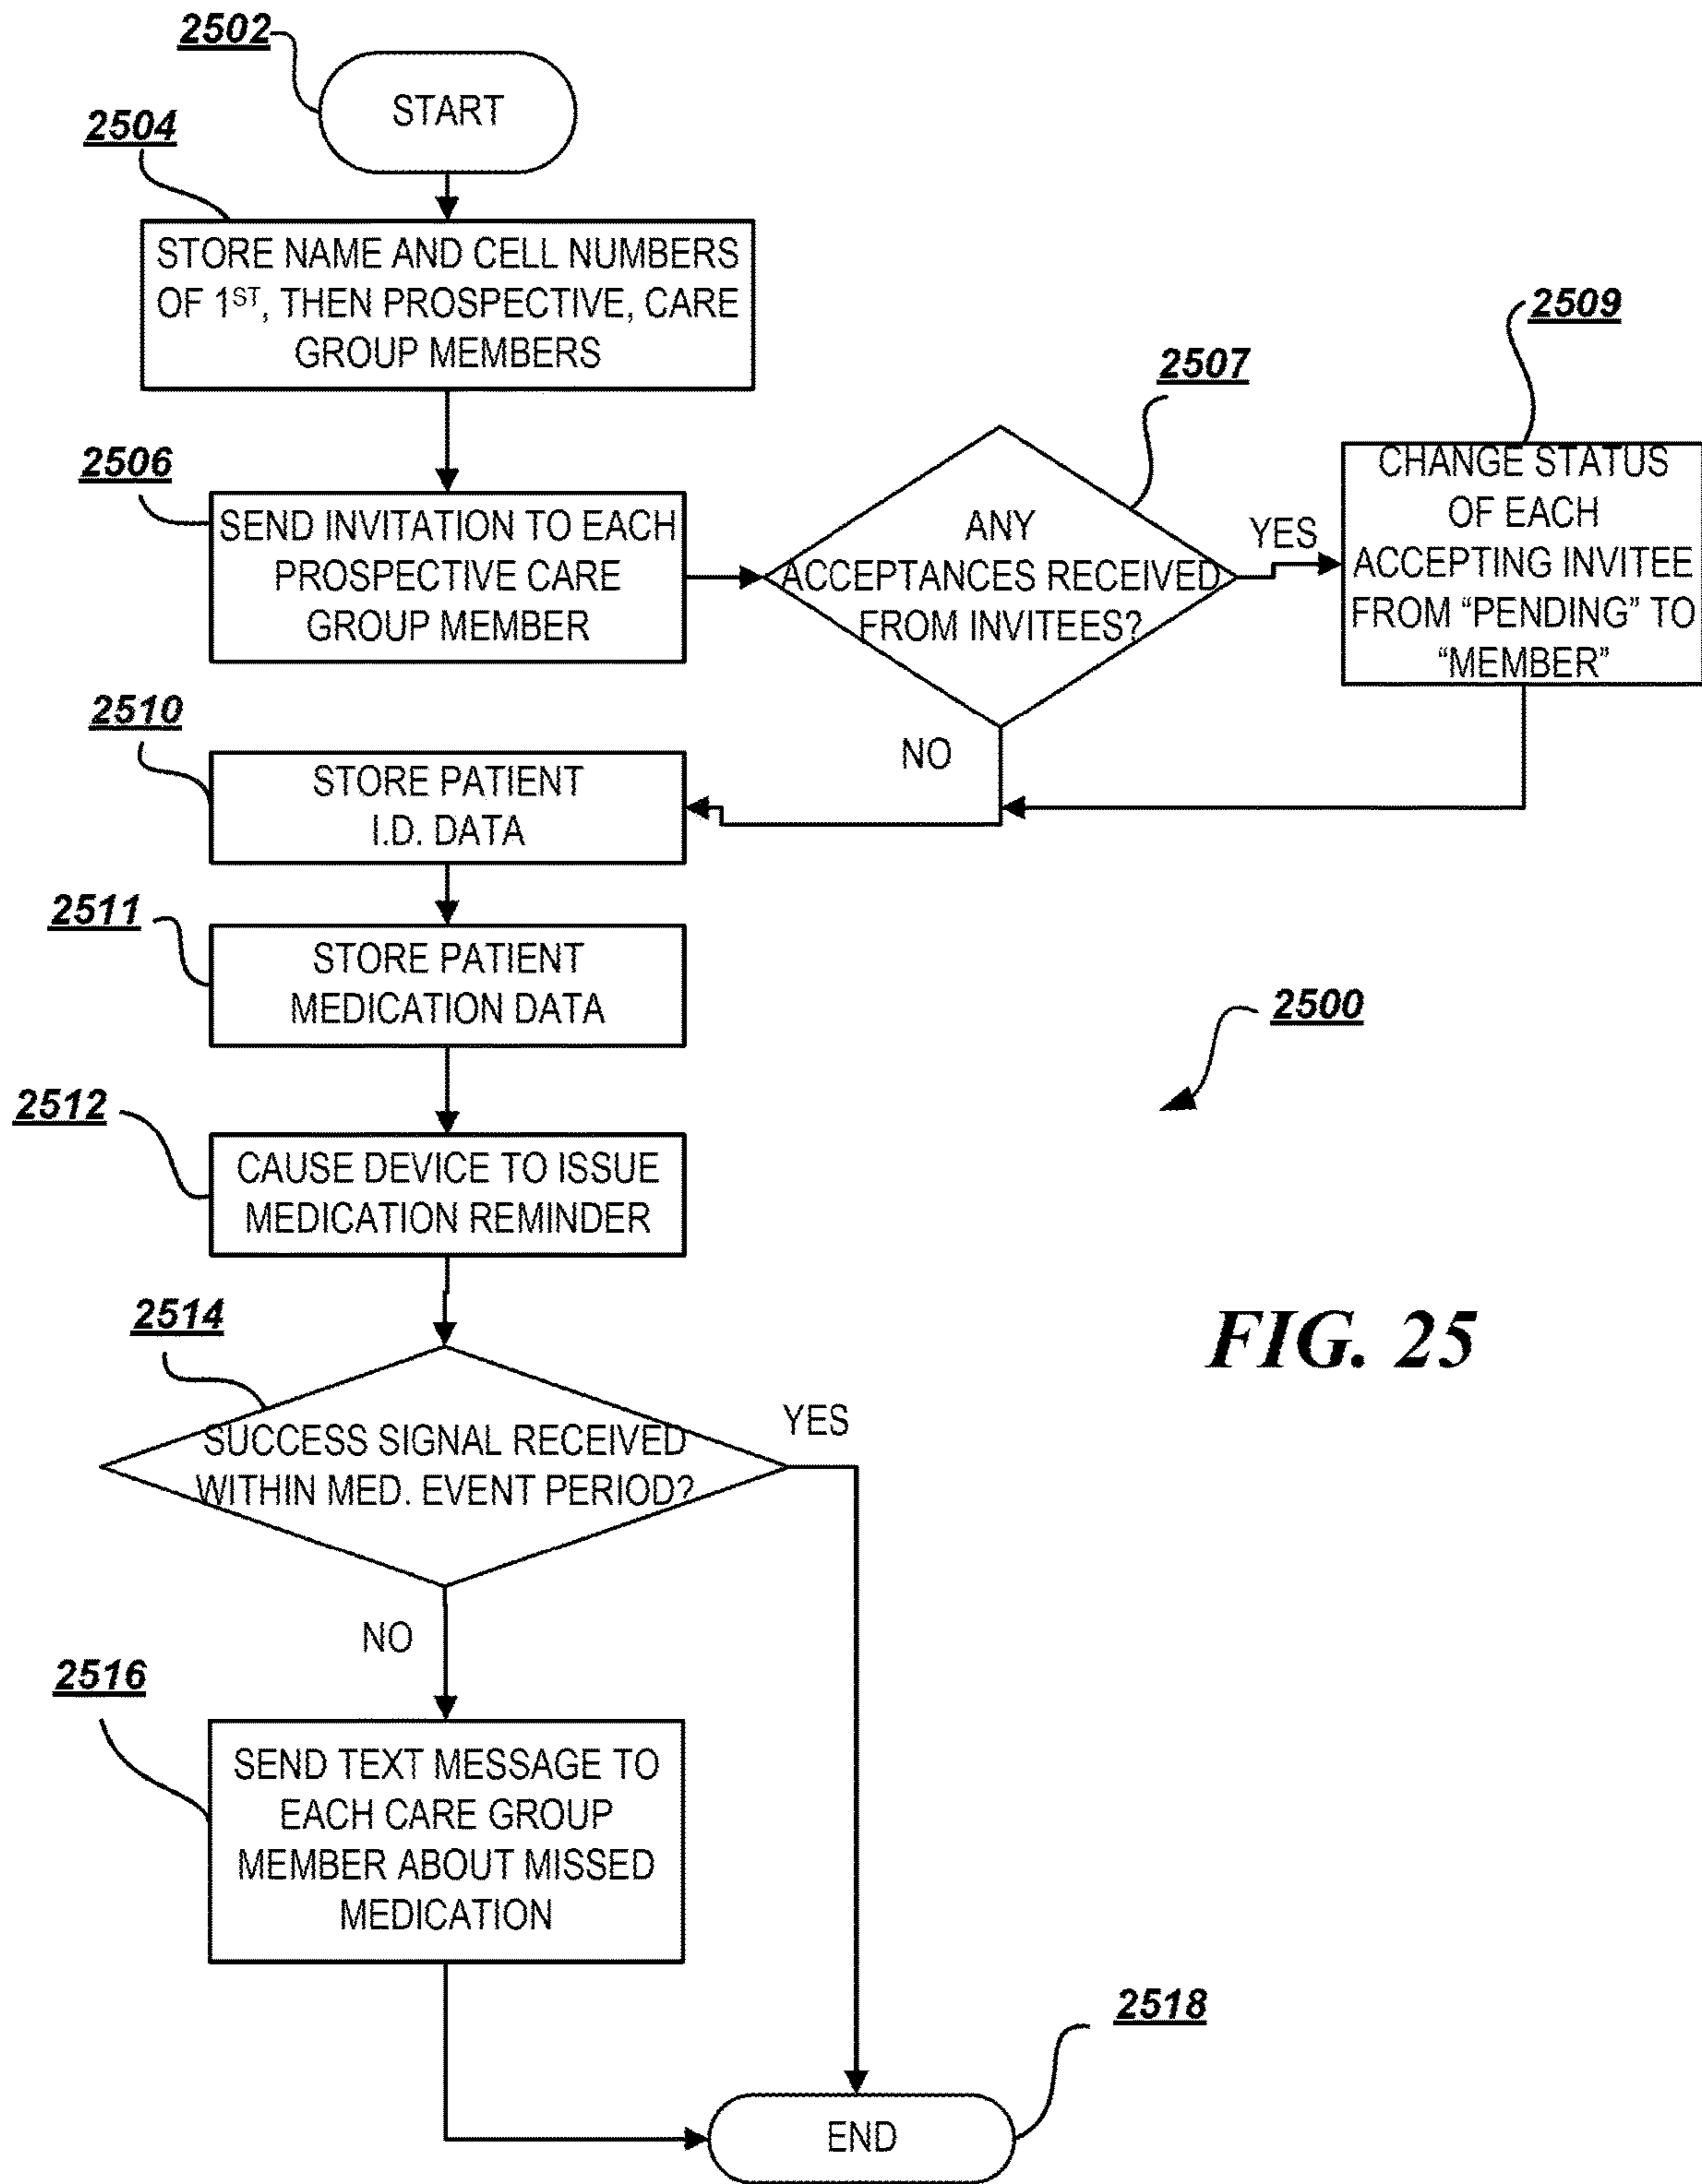 2502
START
2504
STORE NAME AND CELL NUMBERS
OF 1ST, THEN PROSPECTIVE, CARE
GROUP MEMBERS
2506
SEND INVITATION TO EACH
PROSPECTIVE CARE
GROUP MEMBER
2507
ANY
ACCEPTANCES RECEIVED
FROM INVITEES?
YES
NO
2509
CHANGE STATUS
OF EACH
ACCEPTING INVITEE
FROM “PENDING” TO
“MEMBER”
2510
STORE PATIENT
I.D. DATA
2511
STORE PATIENT
MEDICATION DATA
2500
2512
CAUSE DEVICE TO ISSUE
MEDICATION REMINDER
FIG. 25
2514
SUCCESS SIGNAL RECEIVED
WITHIN MED. EVENT PERIOD?
YES
NO
2516
SEND TEXT MESSAGE TO
EACH CARE GROUP
MEMBER ABOUT MISSED
MEDICATION
2518
END